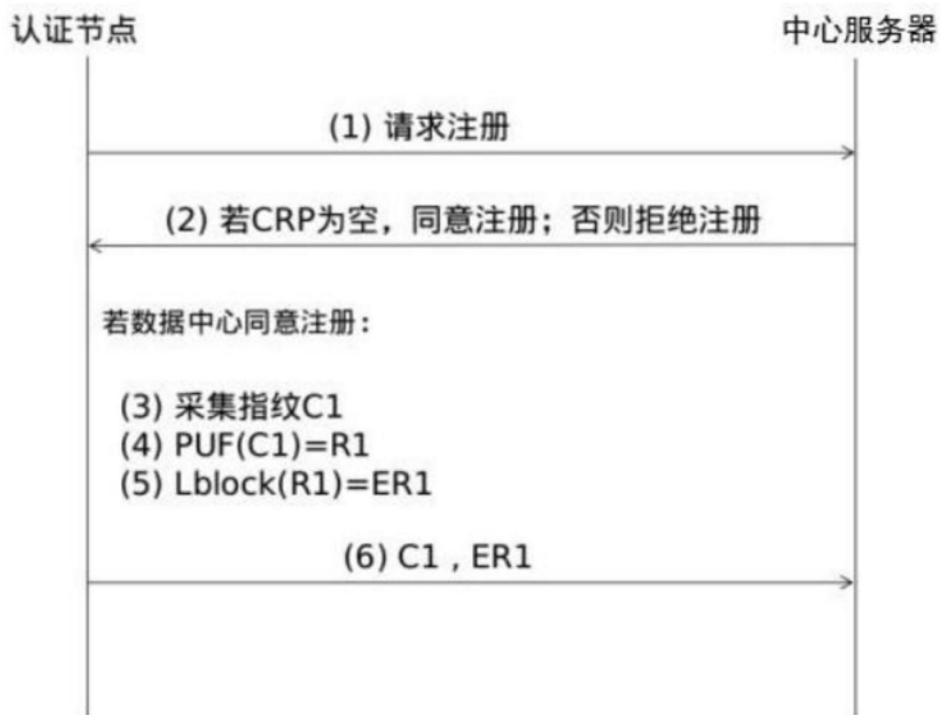 认证节点
中心服务器
(1) 请求注册
(2) 若CRP为空，同意注册；否则拒绝注册
若数据中心同意注册：
(3) 采集指纹C1
(4) PUF(C1)=R1
(5) Lblock(R1)=ER1
(6) C1 , ER1